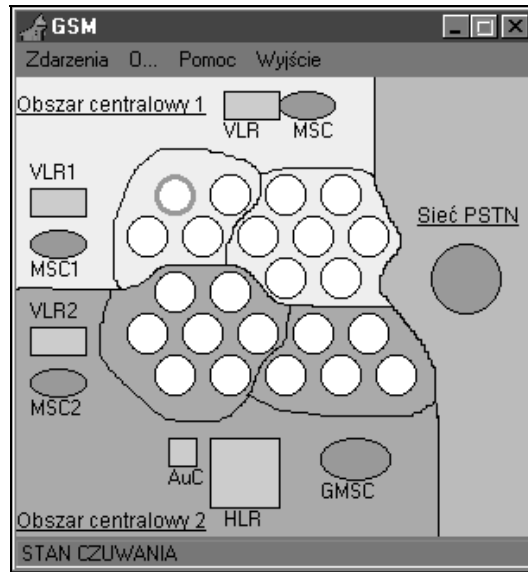 GSM
Zdarzenia O... Pomoc Wyjście
Obszar centralowy 1
VLR MSC
VLR1
MSC1
Sieć PSTN
VLR2
MSC2
AuC
HLR
GMSC
Obszar centralowy 2
STAN CZUWANIA